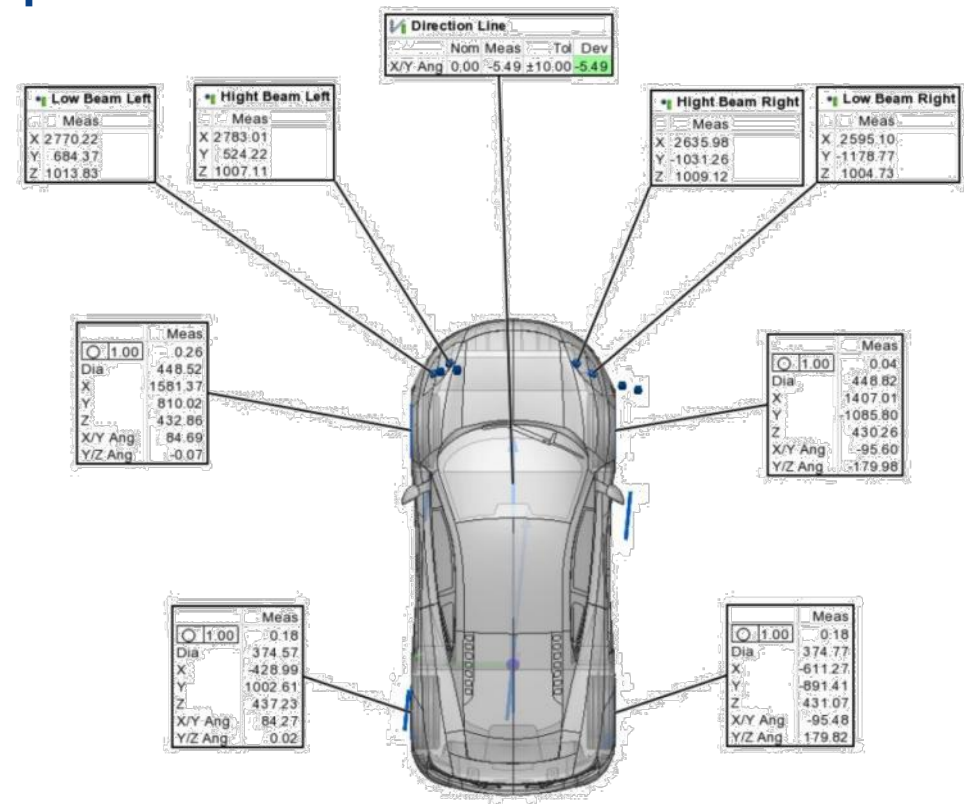 Direction Line
Nom Meas Tol Dev
X/Y Ang 0.00 -5.49 ±10.00 -5.49
Low Beam Left
Meas
X 2770.22
Y 684.37
Z 1013.83
Hight Beam Left
Meas
X 2783.01
Y 524.22
Z 1007.11
Hight Beam Right
Meas
X 2635.98
Y -1031.26
Z 1009.12
Low Beam Right
Meas
X 2595.10
Y -1178.77
Z 1004.73
Meas
1.00 0.26
Dia 448.52
X 1581.37
Y 810.02
Z 432.86
X/Y Ang 84.69
Y/Z Ang -0.07
Meas
1.00 0.04
Dia 448.82
X 1407.01
Y -1085.80
Z 430.26
X/Y Ang -95.60
Y/Z Ang -179.98
Meas
1.00 0.18
Dia 374.57
X -428.99
Y 1002.61
Z 437.23
X/Y Ang 84.27
Y/Z Ang 0.02
Meas
1.00 0.18
Dia 374.77
X -611.27
Y -891.41
Z 431.07
X/Y Ang -95.48
Y/Z Ang 179.82